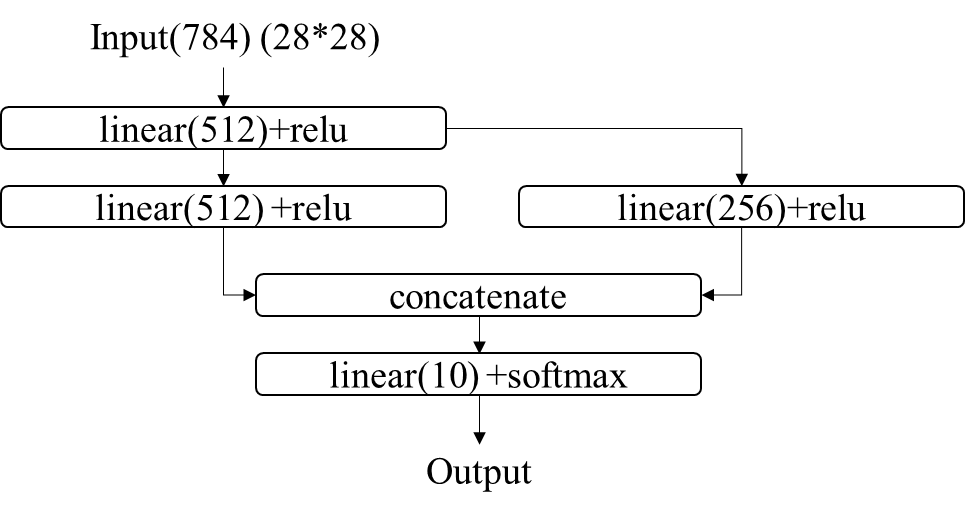 Input(784) (28*28)
linear(512)+relu
linear(512) +relu
linear(256)+relu
concatenate
linear(10) +softmax
Output